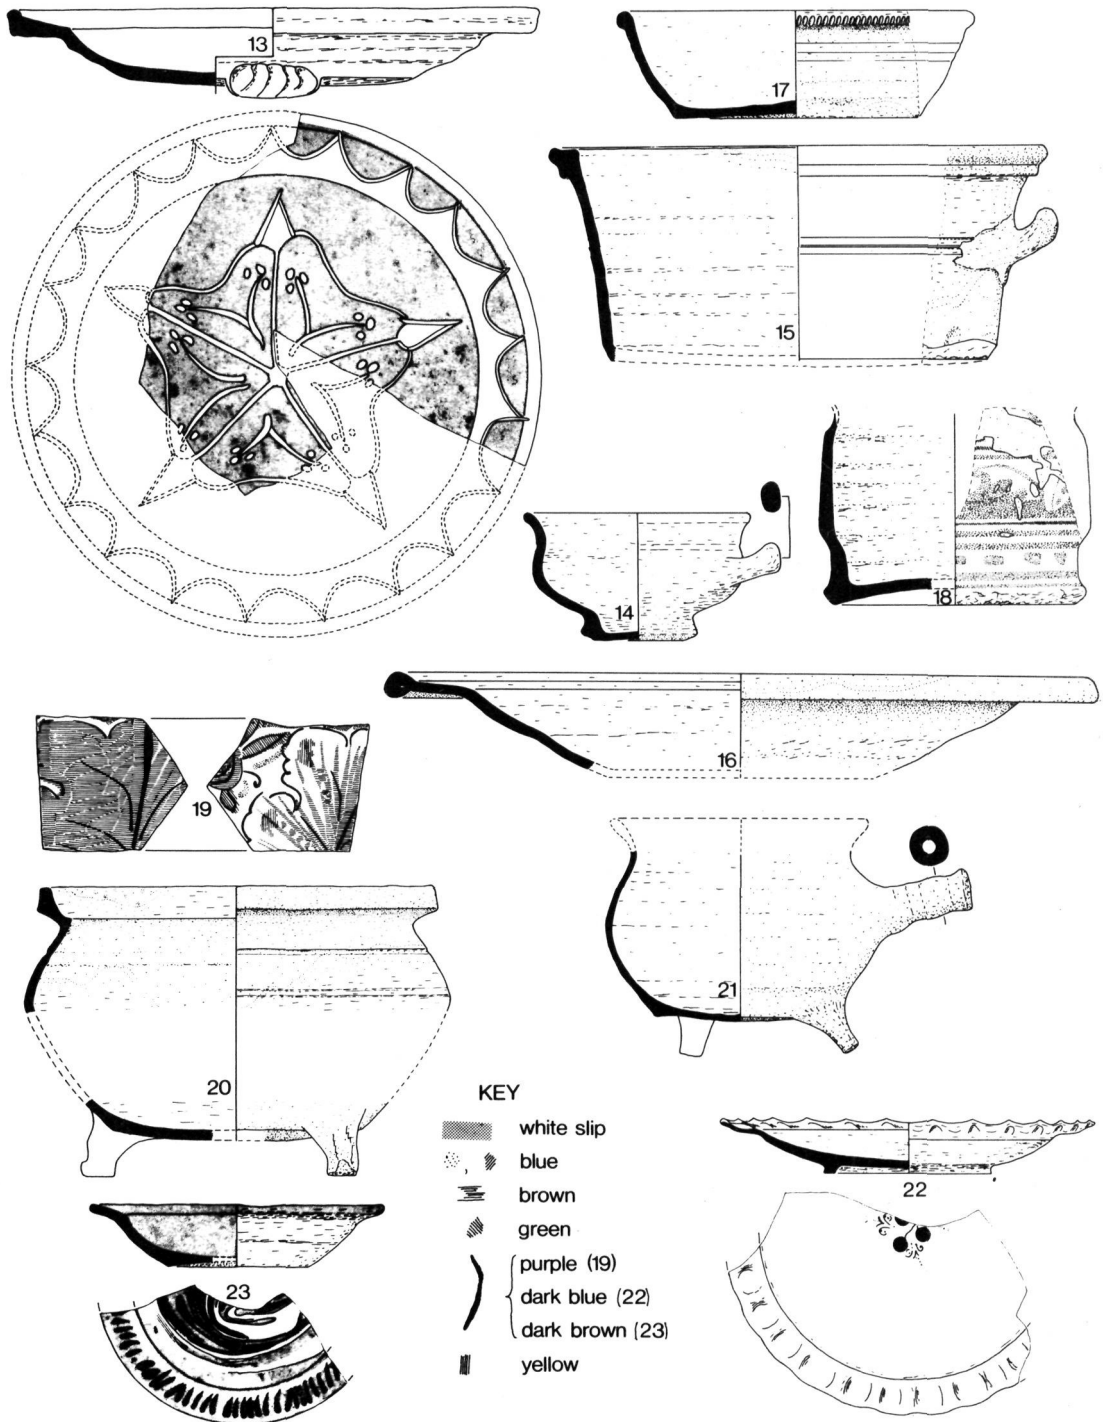 13
17
15
14
18
16
19
21
20
KEY
white slip
, blue
brown
green
purple (19)
dark blue (22)
dark brown (23)
yellow
22
23